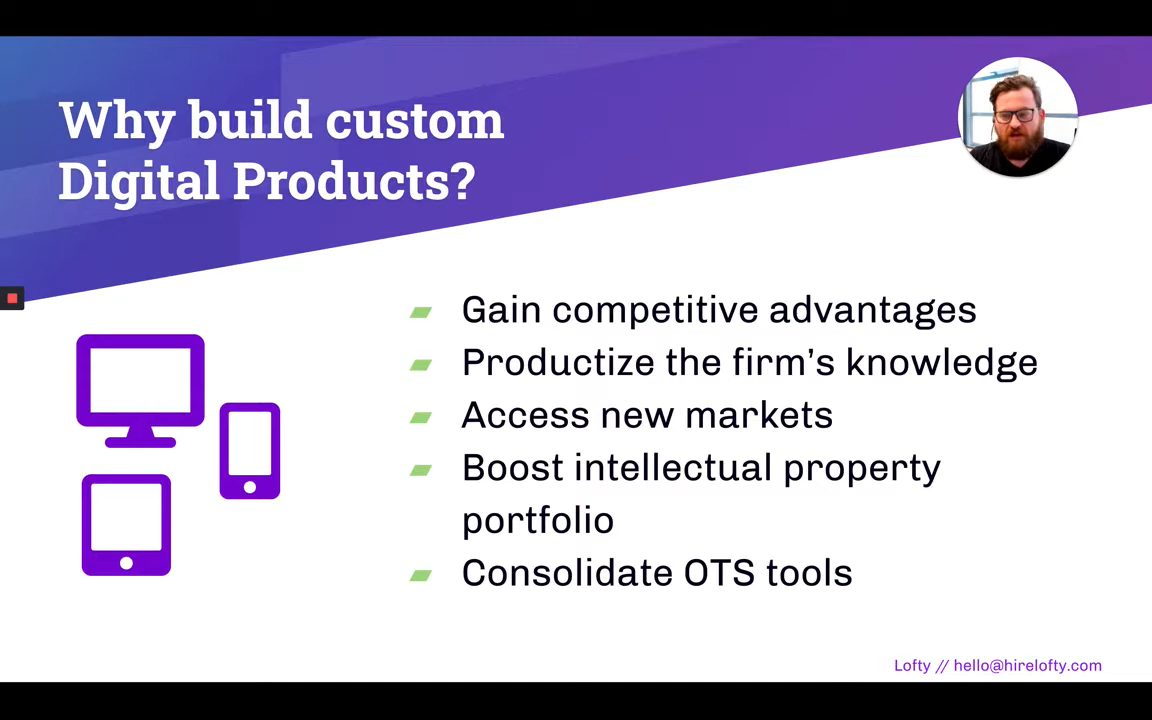 Why build custom
Digital Products?
Gain competitive advantages
Productize the firm's knowledge
Access new markets
Boost intellectual property
portfolio
Consolidate OTS tools
Lofty // hello@hirelofty.com